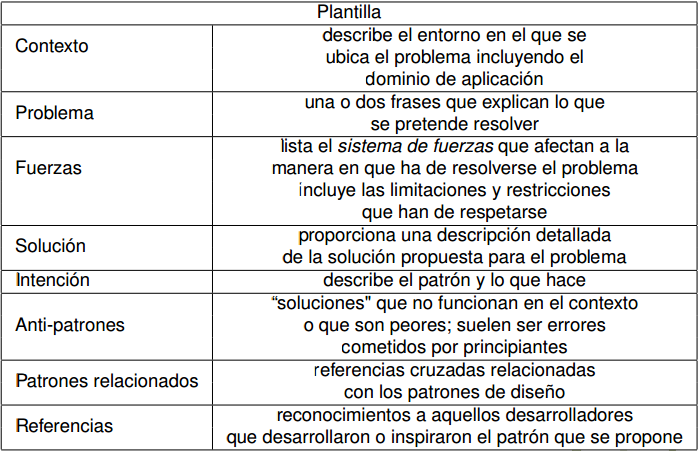 Plantilla
Contexto
describe el entorno en el que se
ubica el problema incluyendo el
dominio de aplicación
Problema
una o dos frases que explican lo que
se pretende resolver
Fuerzas
lista el sistema de fuerzas que afectan a la
manera en que ha de resolverse el problema
incluye las limitaciones y restricciones
que han de respetarse
Solución
proporciona una descripción detallada
de la solución propuesta para el problema
Intención
describe el patrón y lo que hace
Anti-patrones
“soluciones" que no funcionan en el contexto
o que son peores; suelen ser errores
cometidos por principiantes
Patrones relacionados
referencias cruzadas relacionadas
con los patrones de diseño
Referencias
reconocimientos a aquellos desarrolladores
que desarrollaron o inspiraron el patrón que se propone